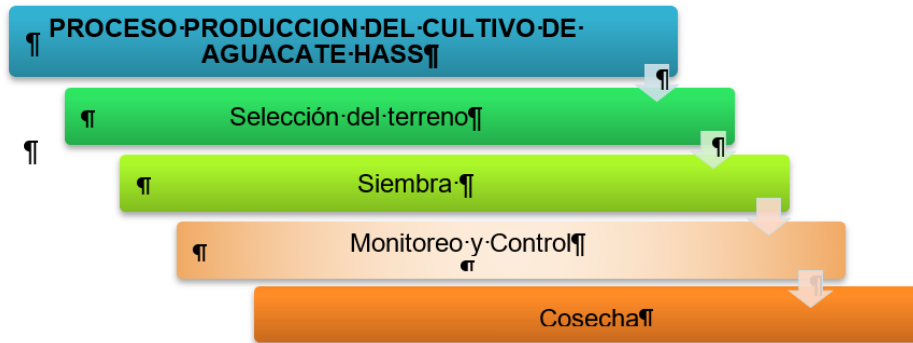 PROCESO·PRODUCCION·DEL·CULTIVO·DE·
AGUACATE·HASS¶
Selección·del·terreno¶
Siembra·¶
Monitoreo·y·Control¶
Cosecha¶